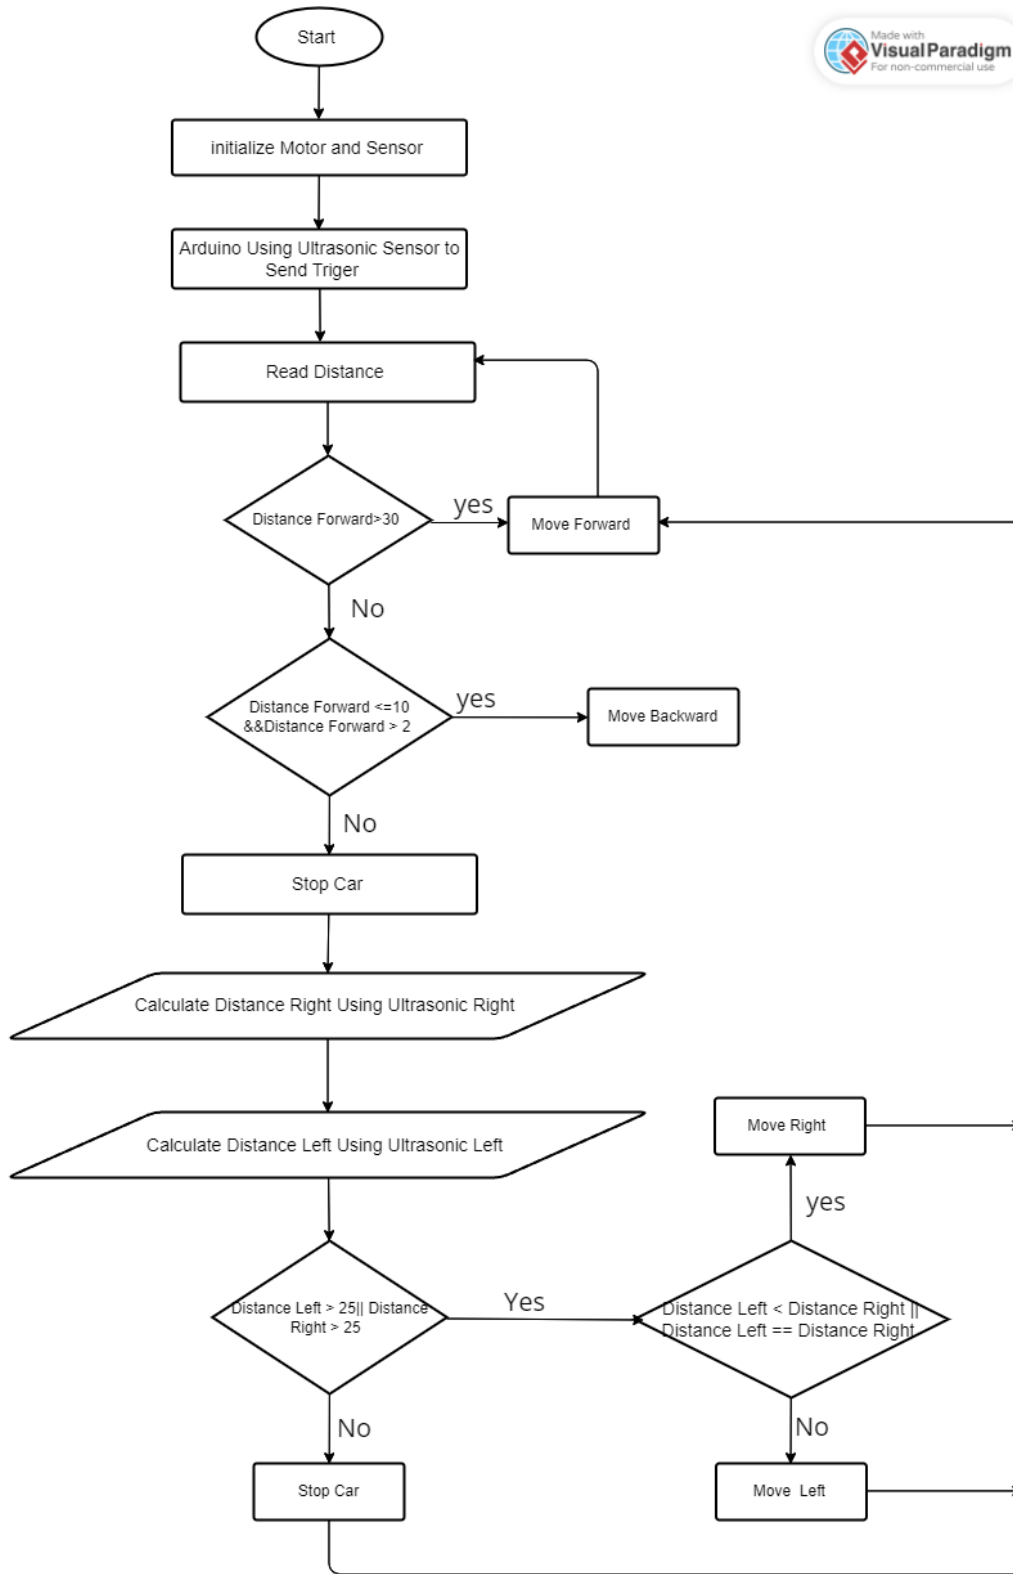 Start
Made with
Visual Paradigm
For non-commercial use
initialize Motor and Sensor
Arduino Using Ultrasonic Sensor to
Send Triger
Read Distance
Distance Forward>30
yes
Move Forward
No
Distance Forward <=10
&&Distance Forward > 2
yes
Move Backward
No
Stop Car
Calculate Distance Right Using Ultrasonic Right
Calculate Distance Left Using Ultrasonic Left
Move Right
yes
Distance Left > 25|| Distance
Right > 25
Yes
Distance Left < Distance Right ||
Distance Left == Distance Right
No
No
Stop Car
Move Left